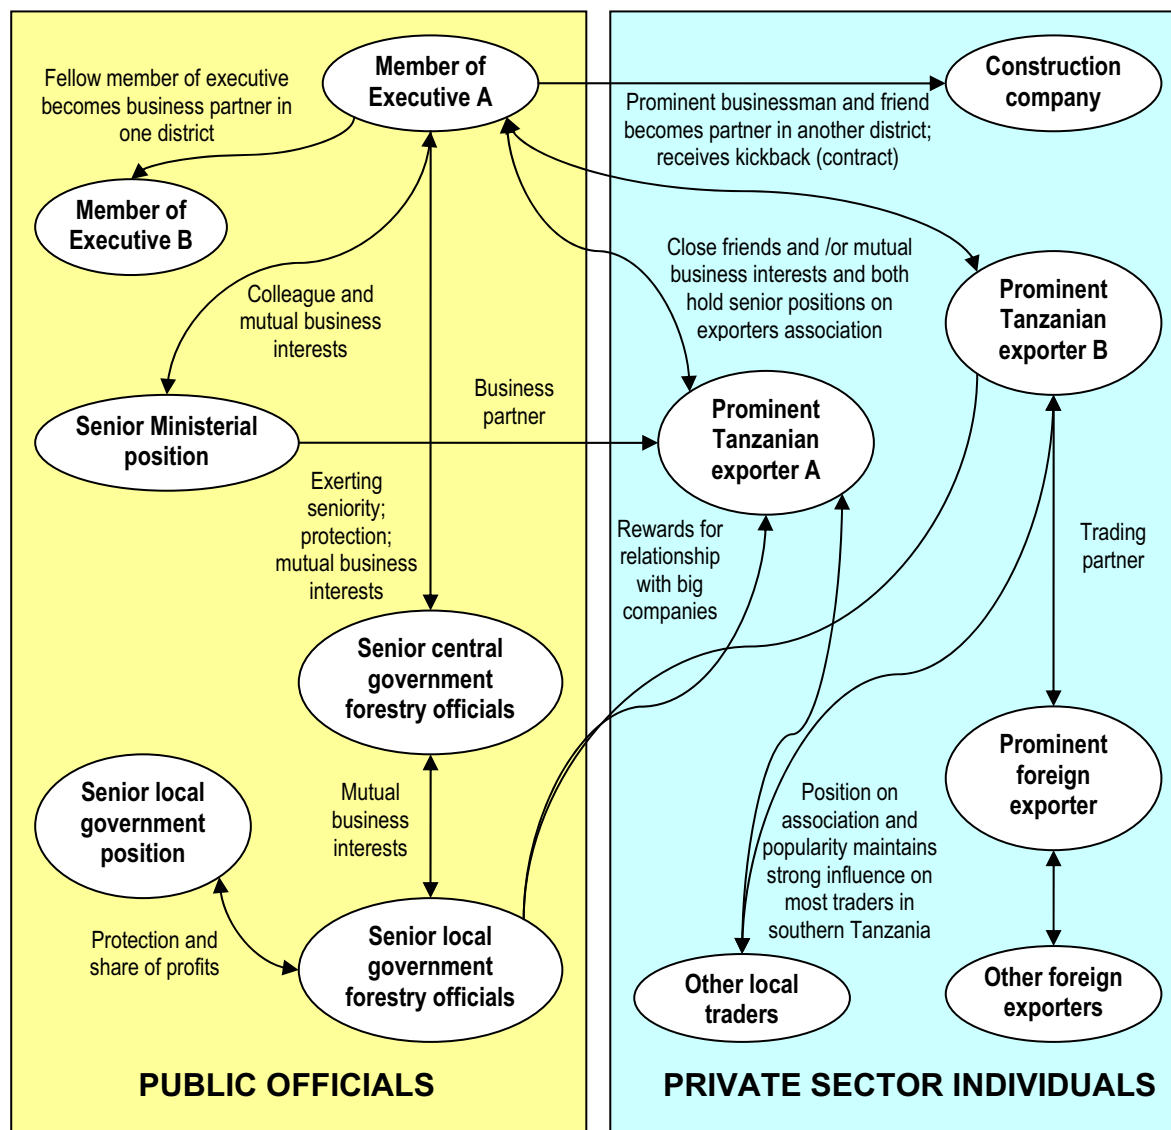 Fellow member of executive
becomes business partner in
one district
Member of
Executive A
Construction
company
Prominent businessman and friend
becomes partner in another district;
receives kickback (contract)
Member of
Executive B
Close friends and /or mutual
business interests and both
hold senior positions on
exporters association
Prominent
Tanzanian
exporter B
Colleague and
mutual business
interests
Business
partner
Senior Ministerial
position
Prominent
Tanzanian
exporter A
Exerting
seniority;
protection;
mutual business
interests
Rewards for
relationship
with big
companies
Trading
partner
Senior central
government
forestry officials
Senior local
government
position
Mutual
business
interests
Position on
association and
popularity maintains
strong influence on
most traders in
southern Tanzania
Prominent
foreign
exporter
Protection and
share of profits
Senior local
government
forestry officials
Other local
traders
Other foreign
exporters
PUBLIC OFFICIALS
PRIVATE SECTOR INDIVIDUALS